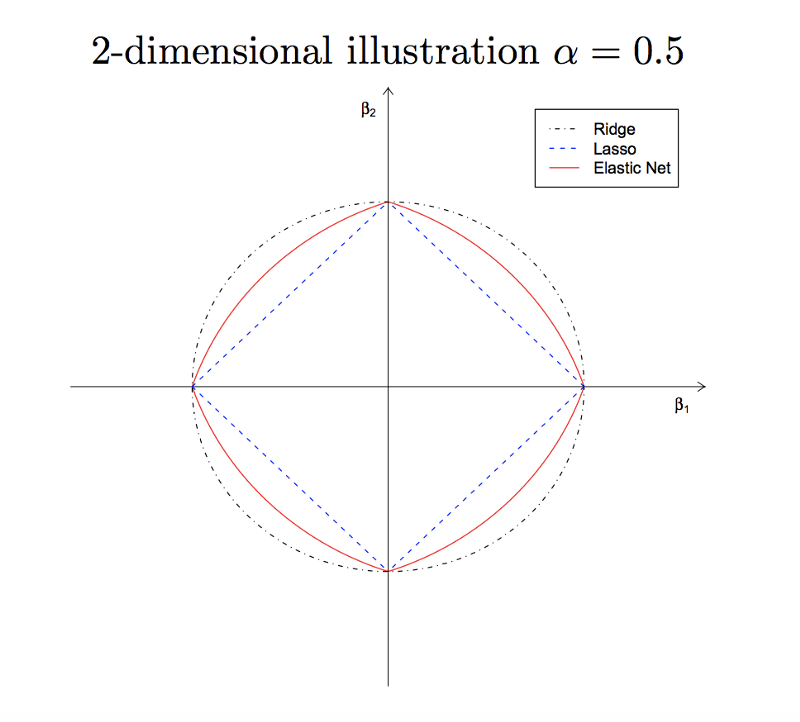 2-dimensional illustration α = 0.5
β₂
Ridge
Lasso
Elastic Net
β₁